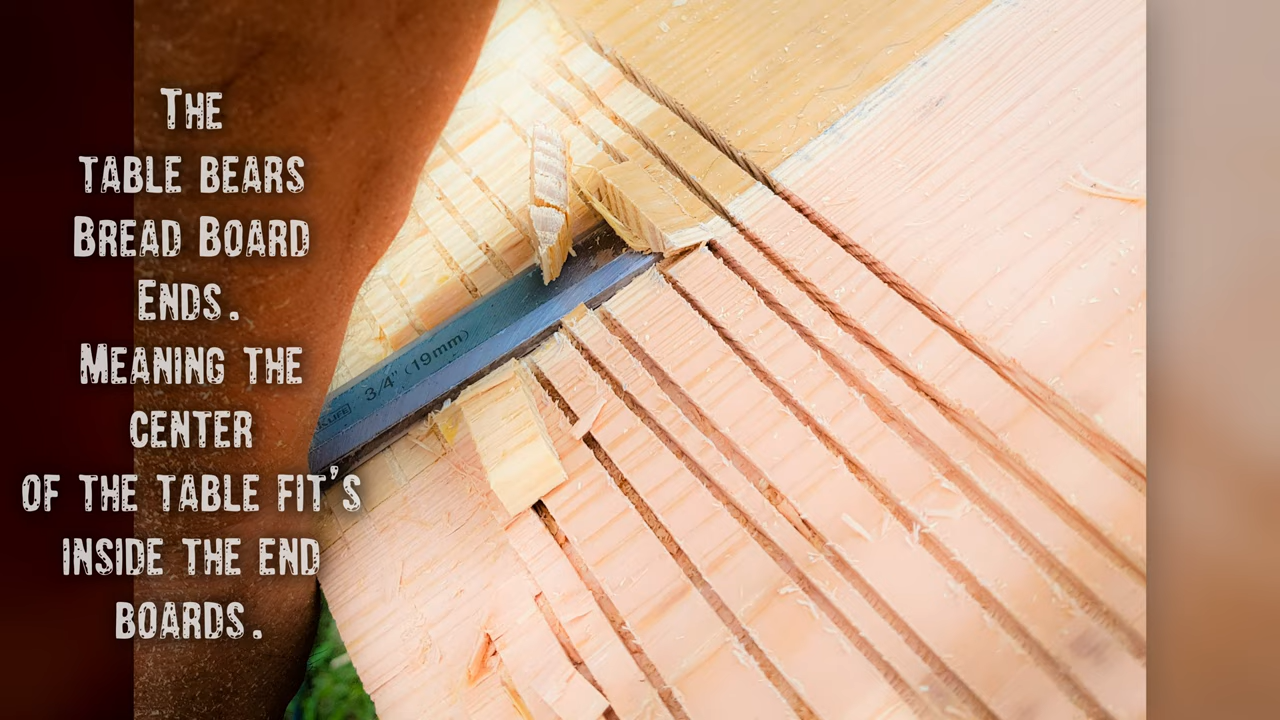 The
table bears
Bread Board
Ends.
Meaning the
center
of the table fit's
inside the end
boards.
3/4" (19mm)